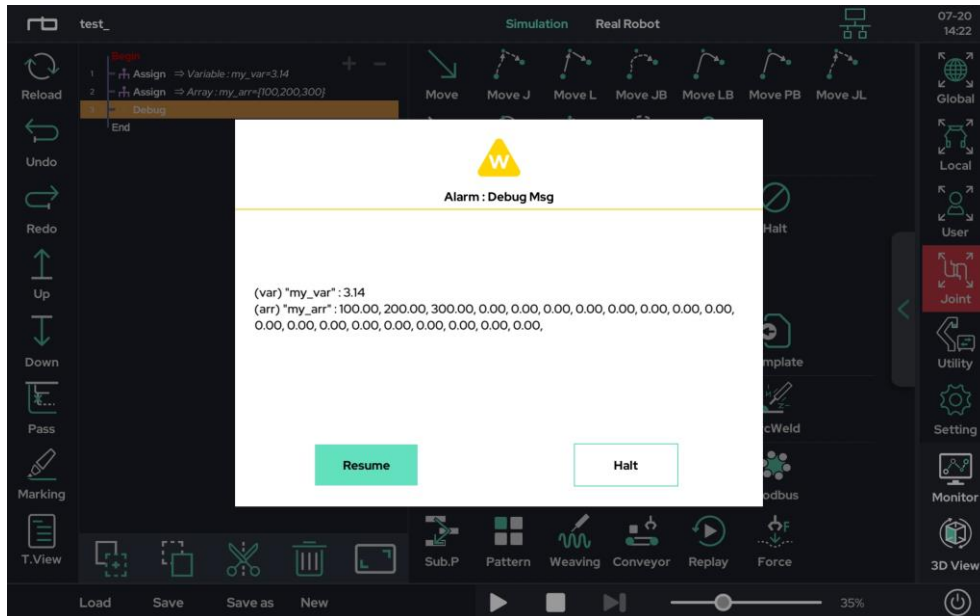 test_
Simulation
Real Robot
07-20
14:22
Reload
Undo
Redo
Up
Down
Pass
Marking
T.View
Begin
1 Assign ⇒ Variable : my_var=3.14
2 Assign ⇒ Array : my_arr={100,200,300}
3 Debug
End
Move
Move J
Move L
Move JB
Move LB
Move PB
Move JL
Halt
W
Alarm : Debug Msg
(var) "my_var" : 3.14
(arr) "my_arr" : 100.00, 200.00, 300.00, 0.00, 0.00, 0.00, 0.00, 0.00, 0.00, 0.00, 0.00,
0.00, 0.00, 0.00, 0.00, 0.00, 0.00, 0.00, 0.00, 0.00,
Resume
Halt
Sub.P
Pattern
Weaving
Conveyor
Replay
Force
Global
Local
User
Joint
Utility
Setting
Monitor
3D View
Load
Save
Save as
New
35%